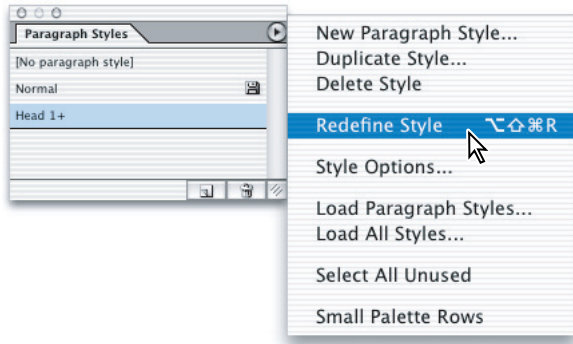 Paragraph Styles
[No paragraph style]
Normal
Head 1+
New Paragraph Style...
Duplicate Style...
Delete Style
Redefine Style ⌥⇧⌘R
Style Options...
Load Paragraph Styles...
Load All Styles...
Select All Unused
Small Palette Rows